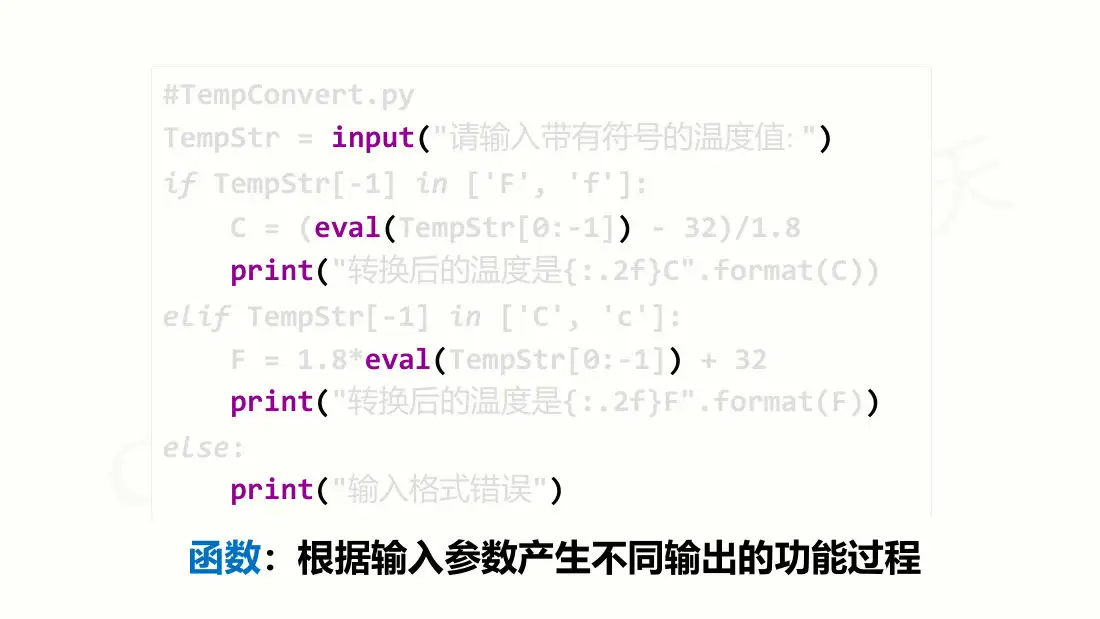 #TempConvert.py
TempStr = input("请输入带有符号的温度值: ")
if TempStr[-1] in ['F', 'f']:
    C = (eval(TempStr[0:-1]) - 32)/1.8
    print("转换后的温度是{:.2f}C".format(C))
elif TempStr[-1] in ['C', 'c']:
    F = 1.8*eval(TempStr[0:-1]) + 32
    print("转换后的温度是{:.2f}F".format(F))
else:
    print("输入格式错误")
函数：根据输入参数产生不同输出的功能过程